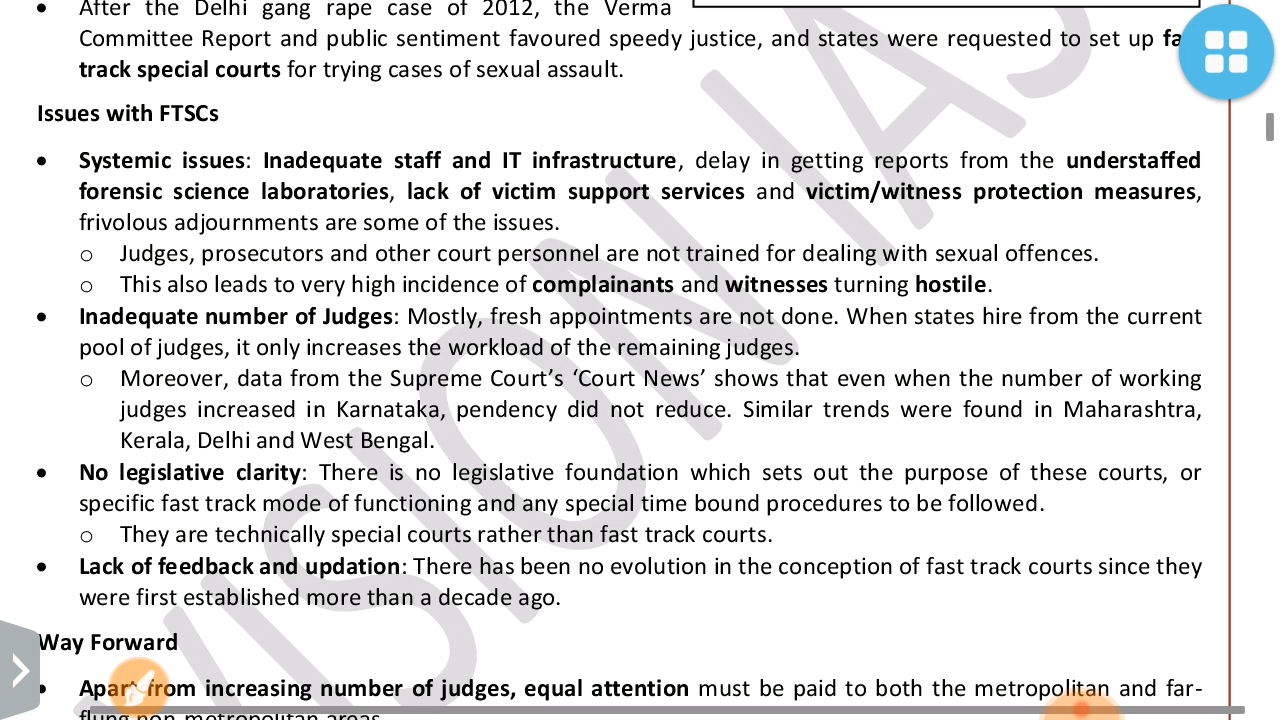 • After the Delhi gang rape case of 2012, the Verma
Committee Report and public sentiment favoured speedy justice, and states were requested to set up
track special courts for trying cases of sexual assault.
Issues with FTSCs
• Systemic issues: Inadequate staff and IT infrastructure, delay in getting reports from the understaffed
forensic science laboratories, lack of victim support services and victim/witness protection measures,
frivolous adjournments are some of the issues.
o Judges, prosecutors and other court personnel are not trained for dealing with sexual offences.
o This also leads to very high incidence of complainants and witnesses turning hostile.
• Inadequate number of Judges: Mostly, fresh appointments are not done. When states hire from the current
pool of judges, it only increases the workload of the remaining judges.
o Moreover, data from the Supreme Court’s ‘Court News’ shows that even when the number of working
judges increased in Karnataka, pendency did not reduce. Similar trends were found in Maharashtra,
Kerala, Delhi and West Bengal.
• No legislative clarity: There is no legislative foundation which sets out the purpose of these courts, or
specific fast track mode of functioning and any special time bound procedures to be followed.
o They are technically special courts rather than fast track courts.
• Lack of feedback and updation: There has been no evolution in the conception of fast track courts since they
were first established more than a decade ago.
Way Forward
• Apart from increasing number of judges, equal attention must be paid to both the metropolitan and far-
flung non-metropolitan areas.
VISION IAS